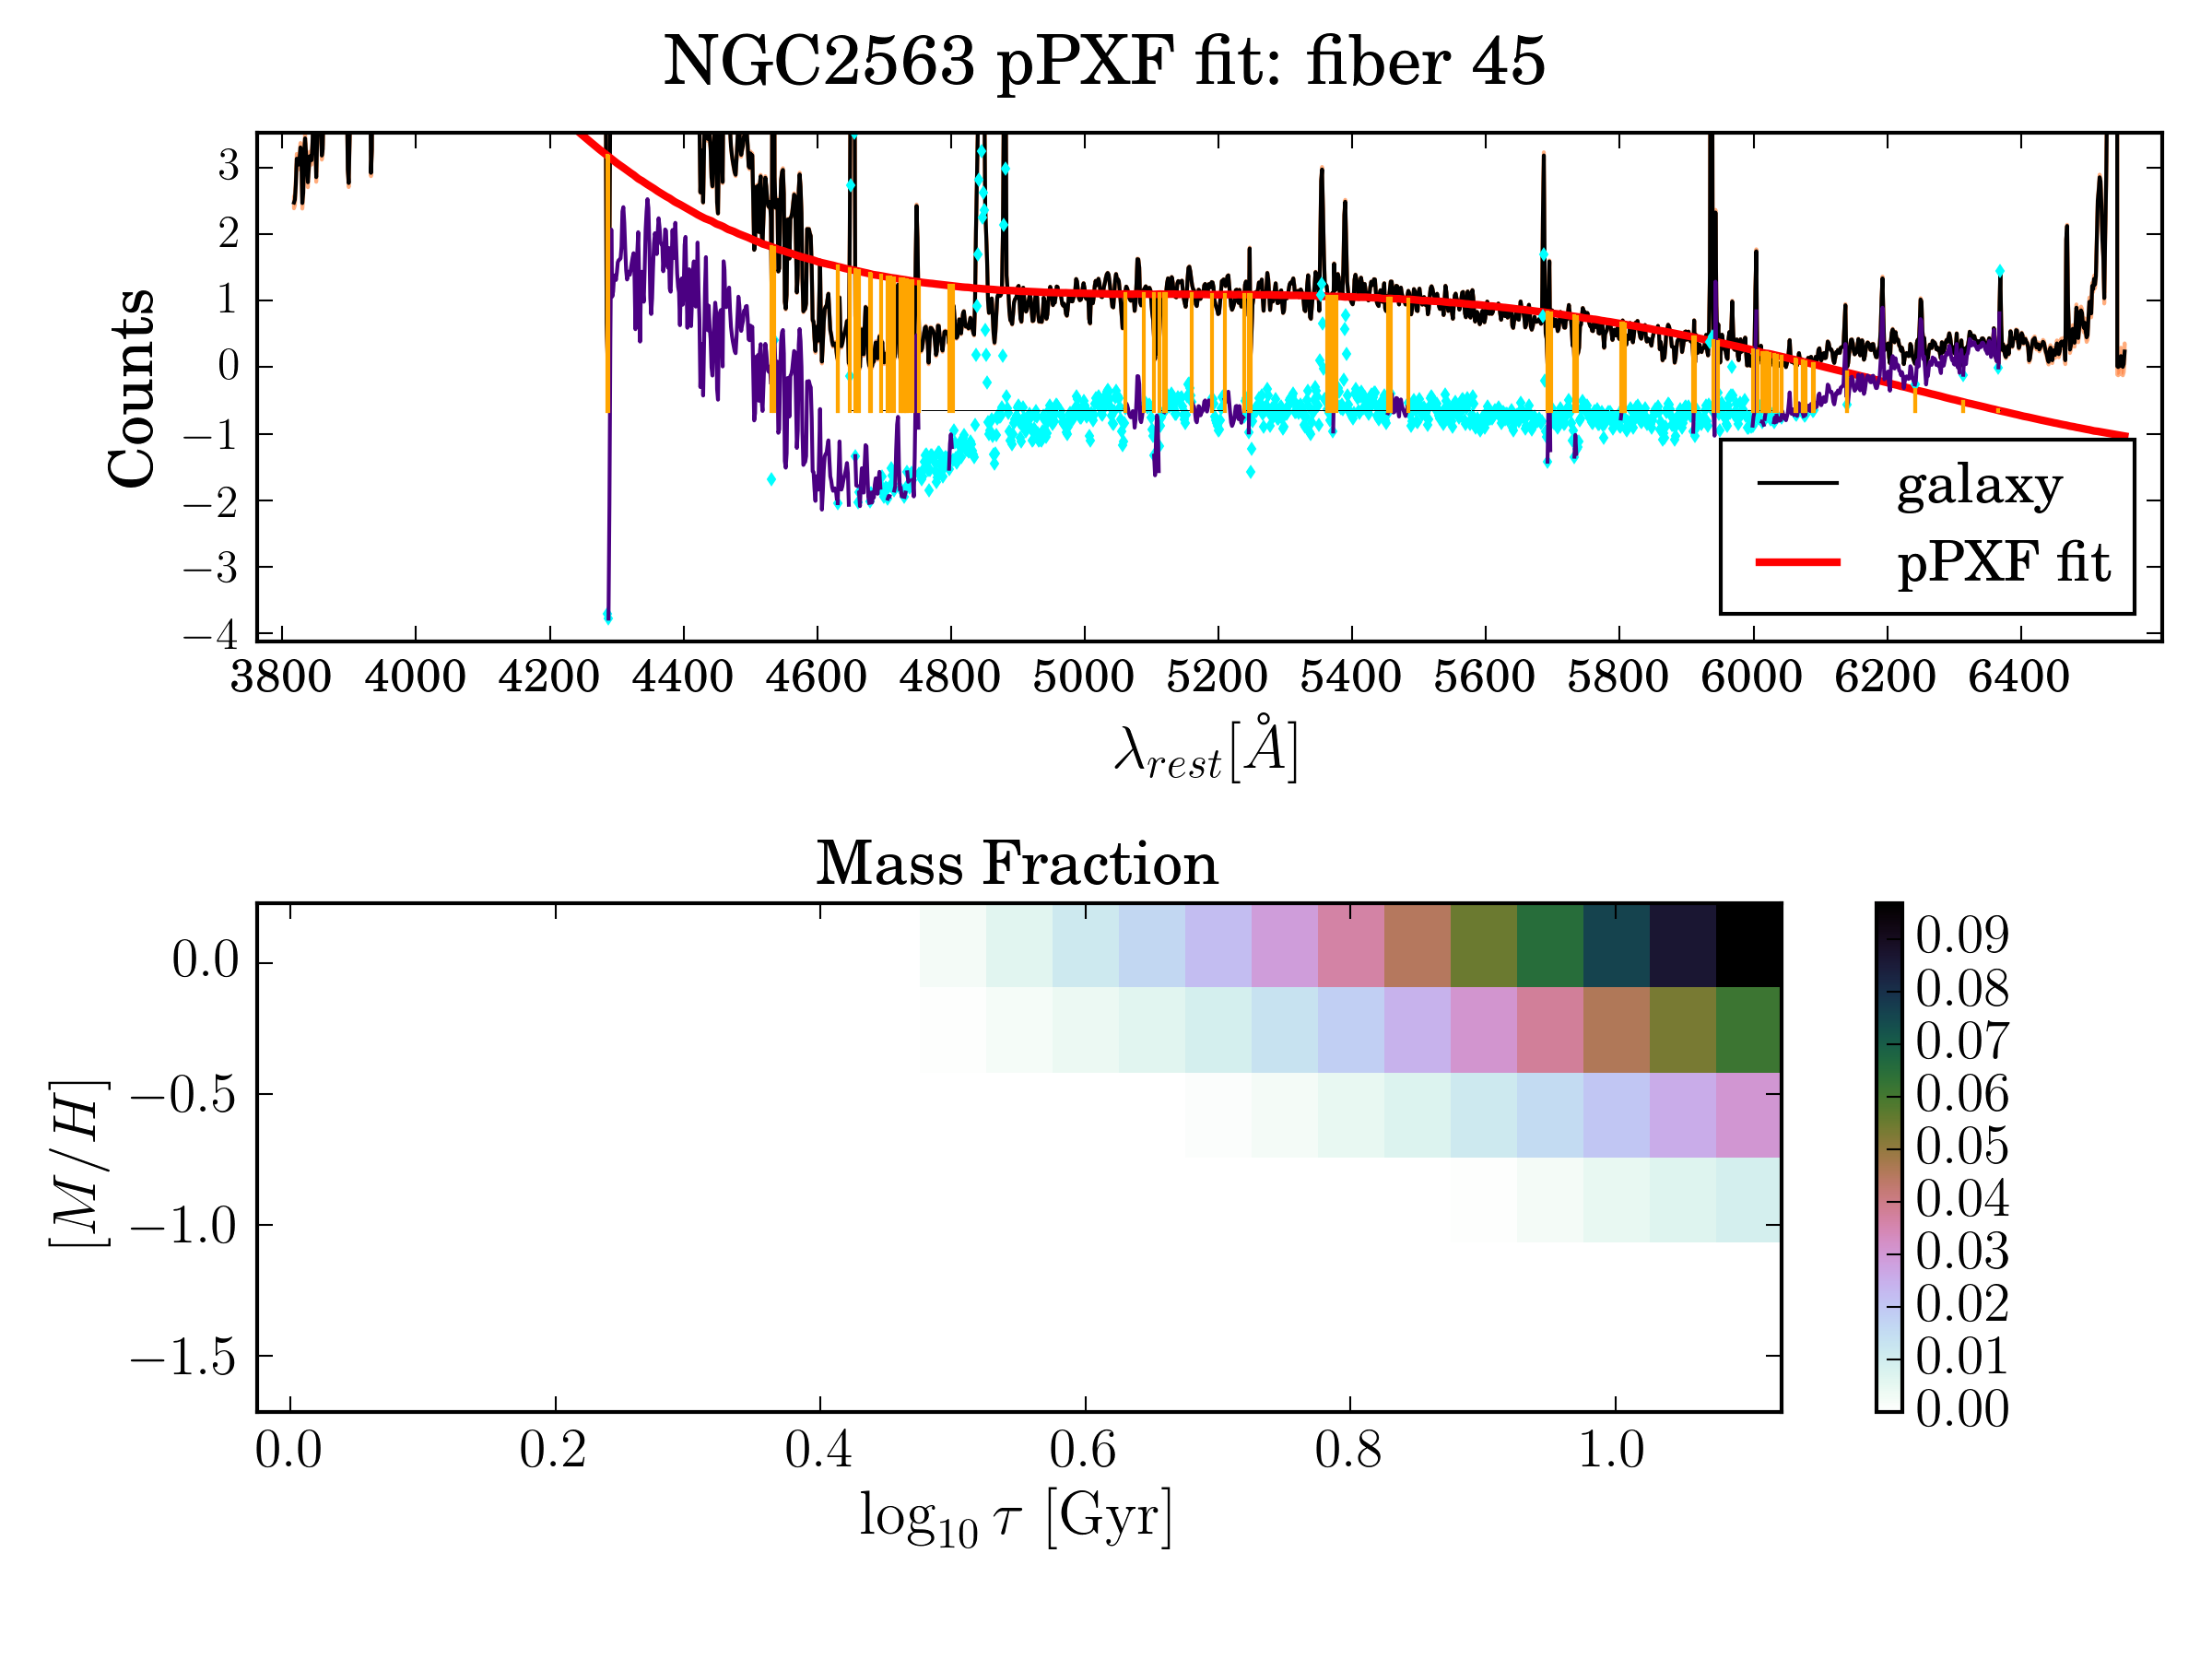 NGC2563 pPXF fit: fiber 45
Counts
3
2
1
0
−1
−2
−3
−4
3800 4000 4200 4400 4600 4800 5000 5200 5400 5600 5800 6000 6200 6400
λrest[Å]
galaxy
pPXF fit
Mass Fraction
[M/H]
0.0
−0.5
−1.0
−1.5
0.0 0.2 0.4 0.6 0.8 1.0
log10 τ [Gyr]
0.09
0.08
0.07
0.06
0.05
0.04
0.03
0.02
0.01
0.00